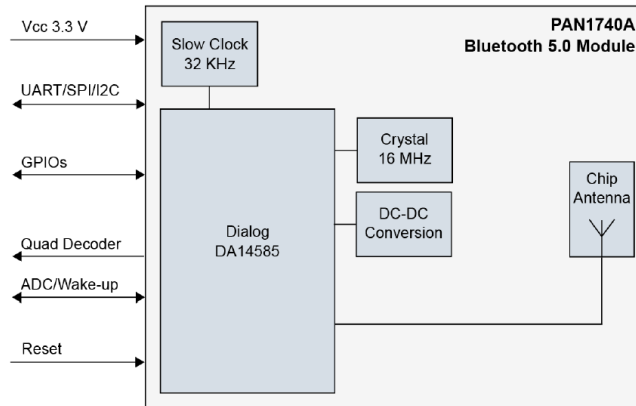 Vcc 3.3 V
UART/SPI/I2C
GPIOs
Quad Decoder
ADC/Wake-up
Reset
PAN1740A
Bluetooth 5.0 Module
Slow Clock
32 KHz
Dialog
DA14585
Crystal
16 MHz
DC-DC
Conversion
Chip
Antenna